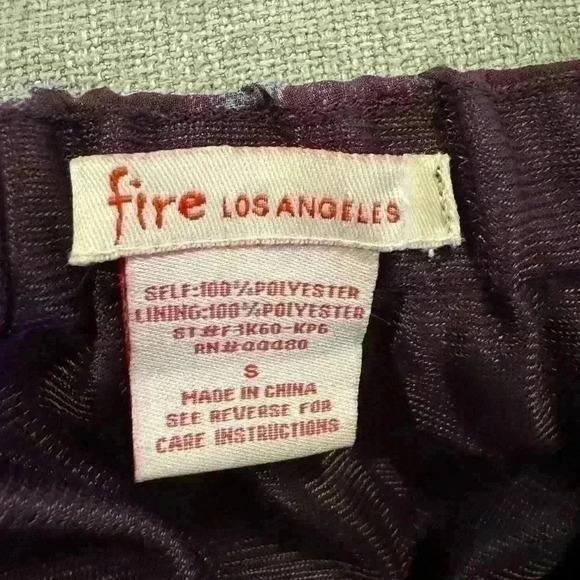 fire LOS ANGELES
SELF:100%POLYESTER
LINING:100%POLYESTER
ST#F3K60-KP6
RN#44480
S
MADE IN CHINA
SEE REVERSE FOR
CARE INSTRUCTIONS